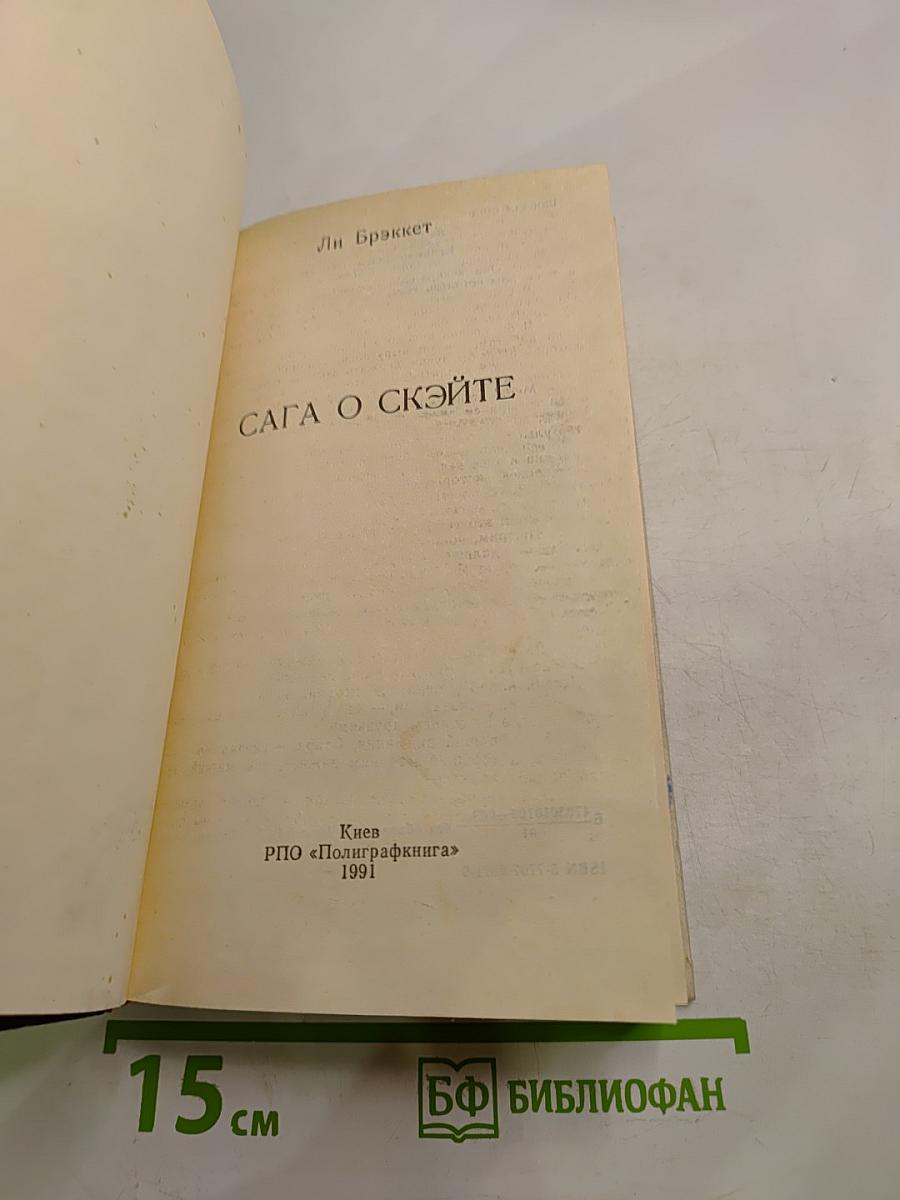 Ли Брэккет
САГА О СКЭЙТЕ
Киев
РПО «Полиграфкнига»
1991
15 см
БФ БИБЛИОФАН